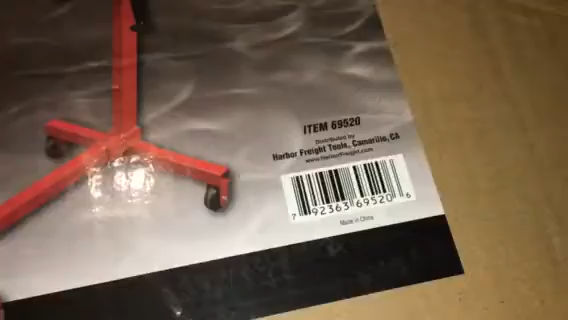 ITEM 69520
Distributed by
Harbor Freight Tools, Camarillo, CA
www.HarborFreight.com
7 92363 69520 6
Made in China